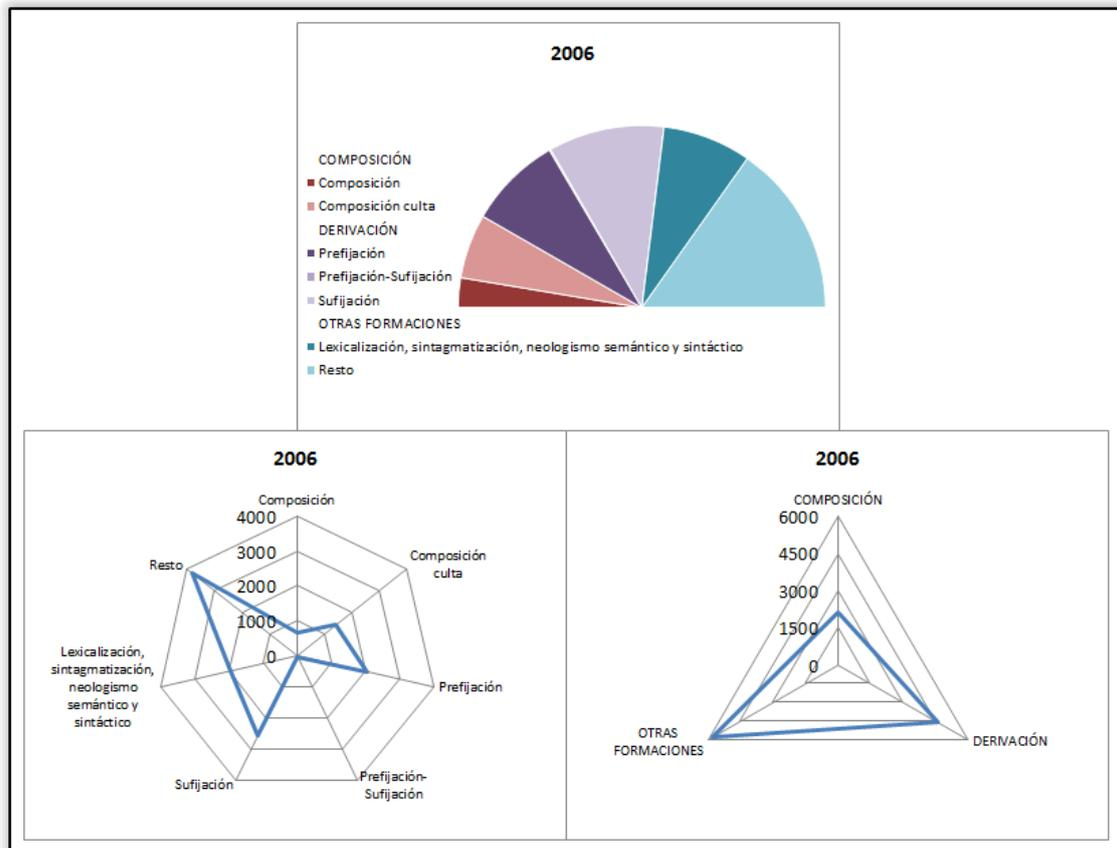 2006
COMPOSICIÓN
Composición
Composición culta
DERIVACIÓN
Prefijación
Prefijación-Sufijación
Sufijación
OTRAS FORMACIONES
Lexicalización, sintagmatización, neologismo semántico y sintáctico
Resto
2006
Composición
4000
3000
2000
1000
0
Composición
culta
Prefijación
Prefijación-
Sufijación
Sufijación
Lexicalización,
sintagmatización,
neologismo
semántico y
sintáctico
Resto
2006
COMPOSICIÓN
6000
4500
3000
1500
0
DERIVACIÓN
OTRAS
FORMACIONES